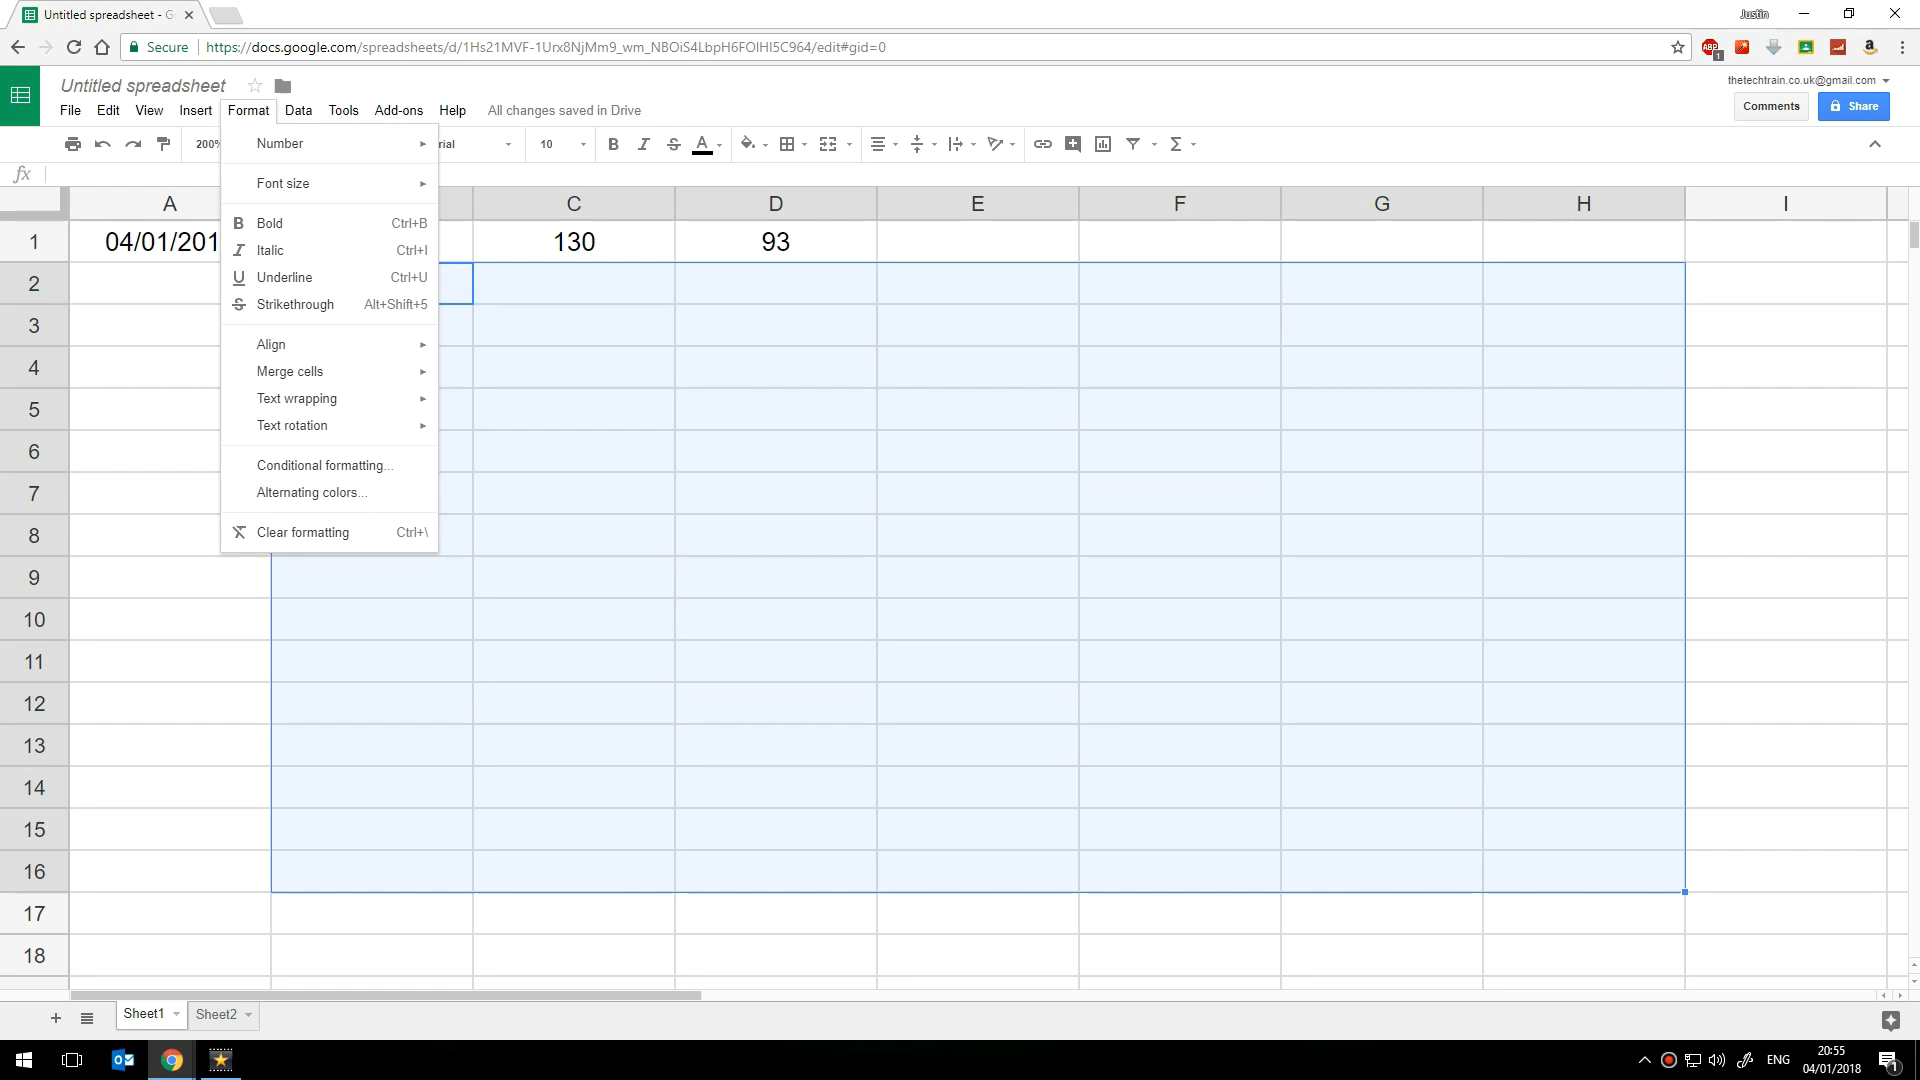 Untitled spreadsheet - G
Justin
Secure https://docs.google.com/spreadsheets/d/1Hs21MVF-1Urx8NjMm9_wm_NBOiS4LbpH6FOIHI5C964/edit#gid=0
ABP
1
Untitled spreadsheet
thetechtrain.co.uk@gmail.com
File Edit View Insert Format Data Tools Add-ons Help All changes saved in Drive
Comments Share
200%
10
fx
Number
Font size
Bold Ctrl+B
Italic Ctrl+I
Underline Ctrl+U
Strikethrough Alt+Shift+5
Align
Merge cells
Text wrapping
Text rotation
Conditional formatting...
Alternating colors...
Clear formatting Ctrl+\
A C D E F G H I
1 04/01/201 130 93
2
3
4
5
6
7
8
9
10
11
12
13
14
15
16
17
18
Sheet1 Sheet2
ENG
20:55
04/01/2018
1